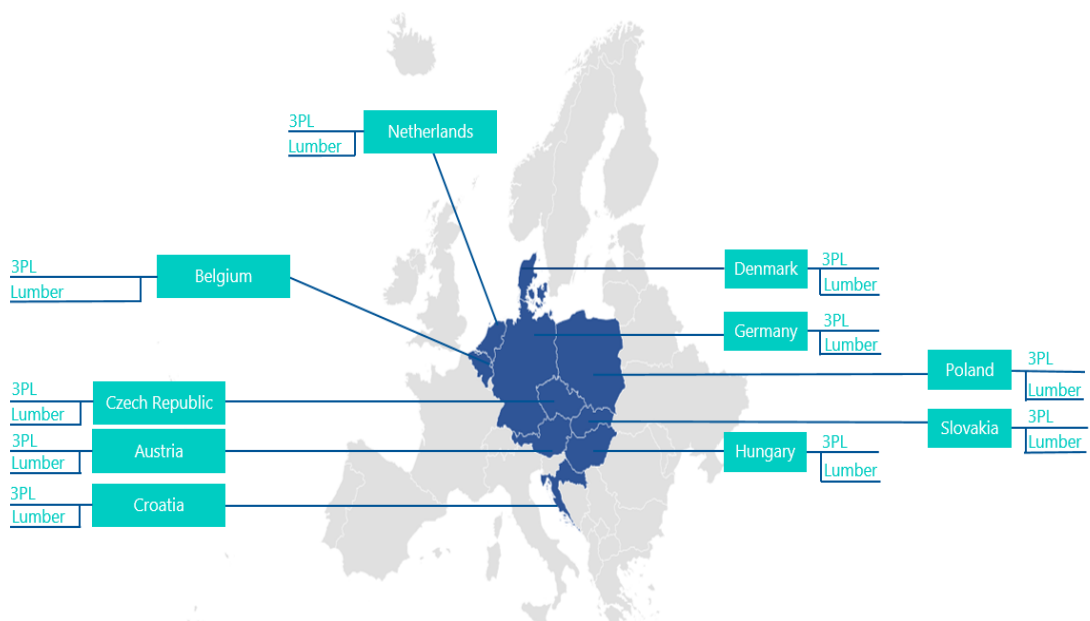 3PL
Lumber
Netherlands
3PL
Lumber
Belgium
Denmark
3PL
Lumber
Germany
3PL
Lumber
Poland
3PL
Lumber
3PL
Lumber
Czech Republic
Slovakia
3PL
Lumber
3PL
Lumber
Austria
Hungary
3PL
Lumber
3PL
Lumber
Croatia